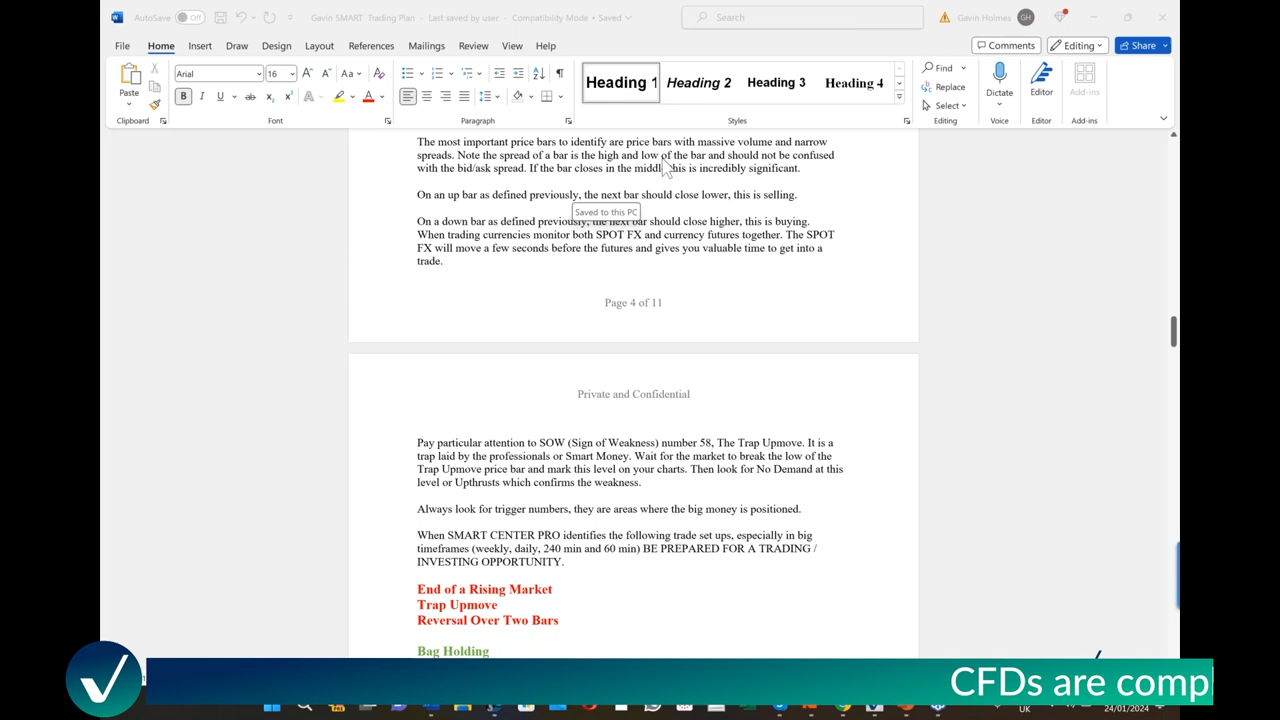 AutoSave Off Gavin SMART Trading Plan - Last saved by user - Compatibility Mode • Saved Search Gavin Holmes GH
File Home Insert Draw Design Layout References Mailings Review View Help Comments Editing Share
Paste Arial 16 A A Aa Heading 1 Heading 2 Heading 3 Heading 4 Find Replace Select Dictate Editor Add-ins
B I U ab x₂ x² A A
Clipboard Font Paragraph Styles Editing Voice Editor Add-ins
The most important price bars to identify are price bars with massive volume and narrow
spreads. Note the spread of a bar is the high and low of the bar and should not be confused
with the bid/ask spread. If the bar closes in the middle this is incredibly significant.
On an up bar as defined previously, the next bar should close lower, this is selling.
Saved to this PC
On a down bar as defined previously, the next bar should close higher, this is buying.
When trading currencies monitor both SPOT FX and currency futures together. The SPOT
FX will move a few seconds before the futures and gives you valuable time to get into a
trade.
Page 4 of 11
Private and Confidential
Pay particular attention to SOW (Sign of Weakness) number 58, The Trap Upmove. It is a
trap laid by the professionals or Smart Money. Wait for the market to break the low of the
Trap Upmove price bar and mark this level on your charts. Then look for No Demand at this
level or Upthrusts which confirms the weakness.
Always look for trigger numbers, they are areas where the big money is positioned.
When SMART CENTER PRO identifies the following trade set ups, especially in big
timeframes (weekly, daily, 240 min and 60 min) BE PREPARED FOR A TRADING /
INVESTING OPPORTUNITY.
End of a Rising Market
Trap Upmove
Reversal Over Two Bars
Bag Holding
CFDs are comp
UK 24/01/2024